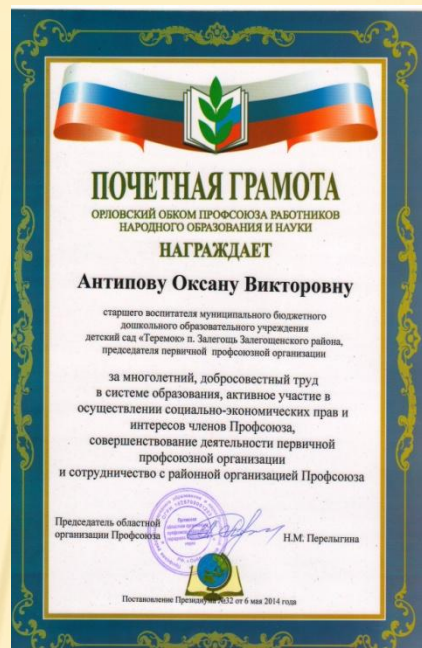 ПОЧЕТНАЯ ГРАМОТА
ОРЛОВСКИЙ ОБКОМ ПРОФСОЮЗА РАБОТНИКОВ
НАРОДНОГО ОБРАЗОВАНИЯ И НАУКИ
НАГРАЖДАЕТ
Антипову Оксану Викторовну
старшего воспитателя муниципального бюджетного
дошкольного образовательного учреждения
детский сад «Теремок» п. Залегощь Залегощенского района,
председателя первичной профсоюзной организации
за многолетний, добросовестный труд
в системе образования, активное участие в
осуществлении социально-экономических прав и
интересов членов Профсоюза,
совершенствование деятельности первичной
профсоюзной организации
и сотрудничество с районной организацией Профсоюза
Председатель областной
организации Профсоюза
Н.М. Перелыгина
Постановление Президиума №32 от 6 мая 2014 года